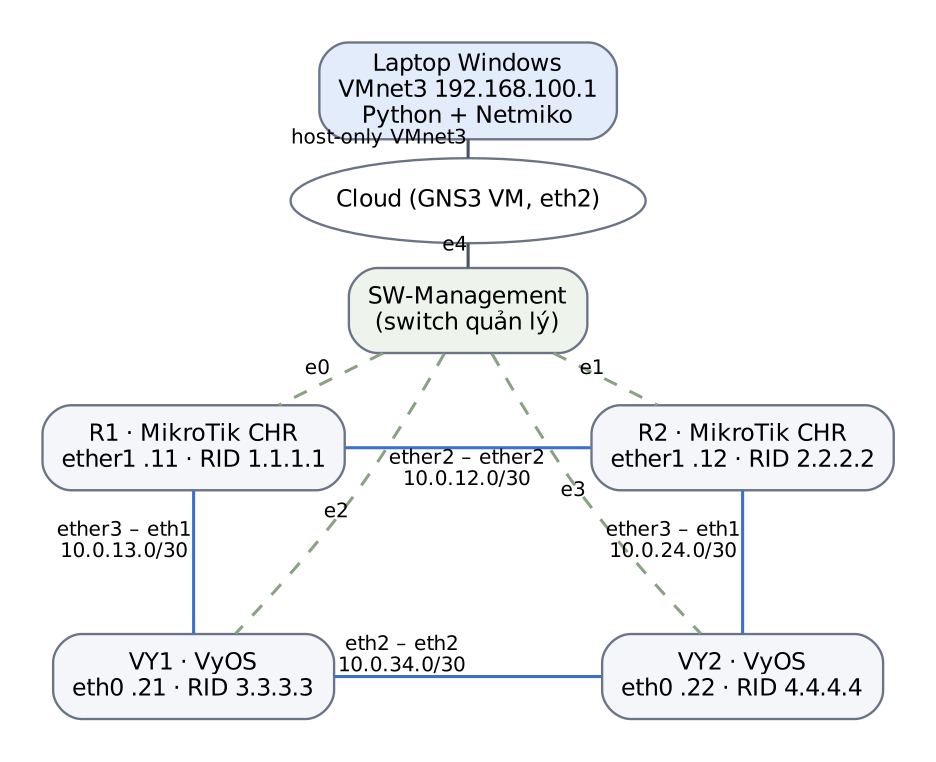 Laptop Windows
VMnet3 192.168.100.1
Python + Netmiko
host-only VMnet3
Cloud (GNS3 VM, eth2)
e4
SW-Management
(switch quản lý)
e0
e1
R1 · MikroTik CHR
ether1 .11 · RID 1.1.1.1
R2 · MikroTik CHR
ether1 .12 · RID 2.2.2.2
ether2 – ether2
10.0.12.0/30
e2
e3
ether3 – eth1
10.0.13.0/30
ether3 – eth1
10.0.24.0/30
VY1 · VyOS
eth0 .21 · RID 3.3.3.3
eth2 – eth2
10.0.34.0/30
VY2 · VyOS
eth0 .22 · RID 4.4.4.4